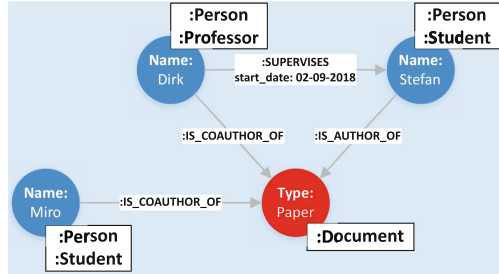 :Person
:Professor
:Person
:Student
Name:
Dirk
:SUPERVISES
start_date: 02-09-2018
Name:
Stefan
:IS_COAUTHOR_OF
:IS_AUTHOR_OF
Name:
Miro
:IS_COAUTHOR_OF
Type:
Paper
:Person
:Student
:Document